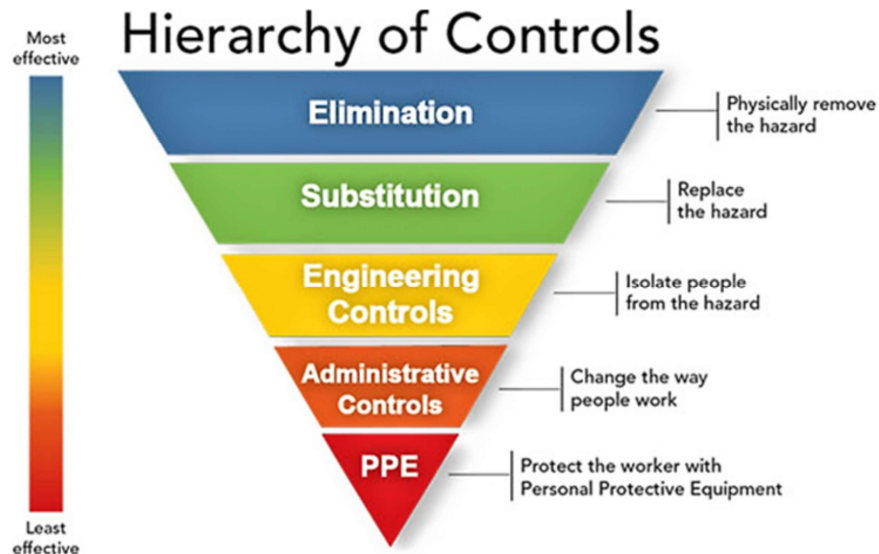 Hierarchy of Controls
Most
effective
Elimination
Physically remove
the hazard
Substitution
Replace
the hazard
Engineering
Controls
Isolate people
from the hazard
Administrative
Controls
Change the way
people work
PPE
Protect the worker with
Personal Protective Equipment
Least
effective